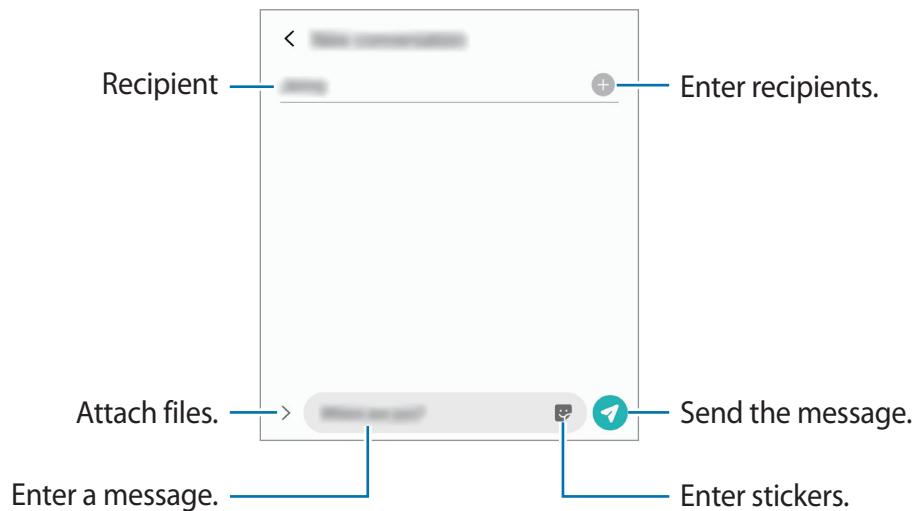 Recipient
Enter recipients.
Attach files.
Send the message.
Enter a message.
Enter stickers.